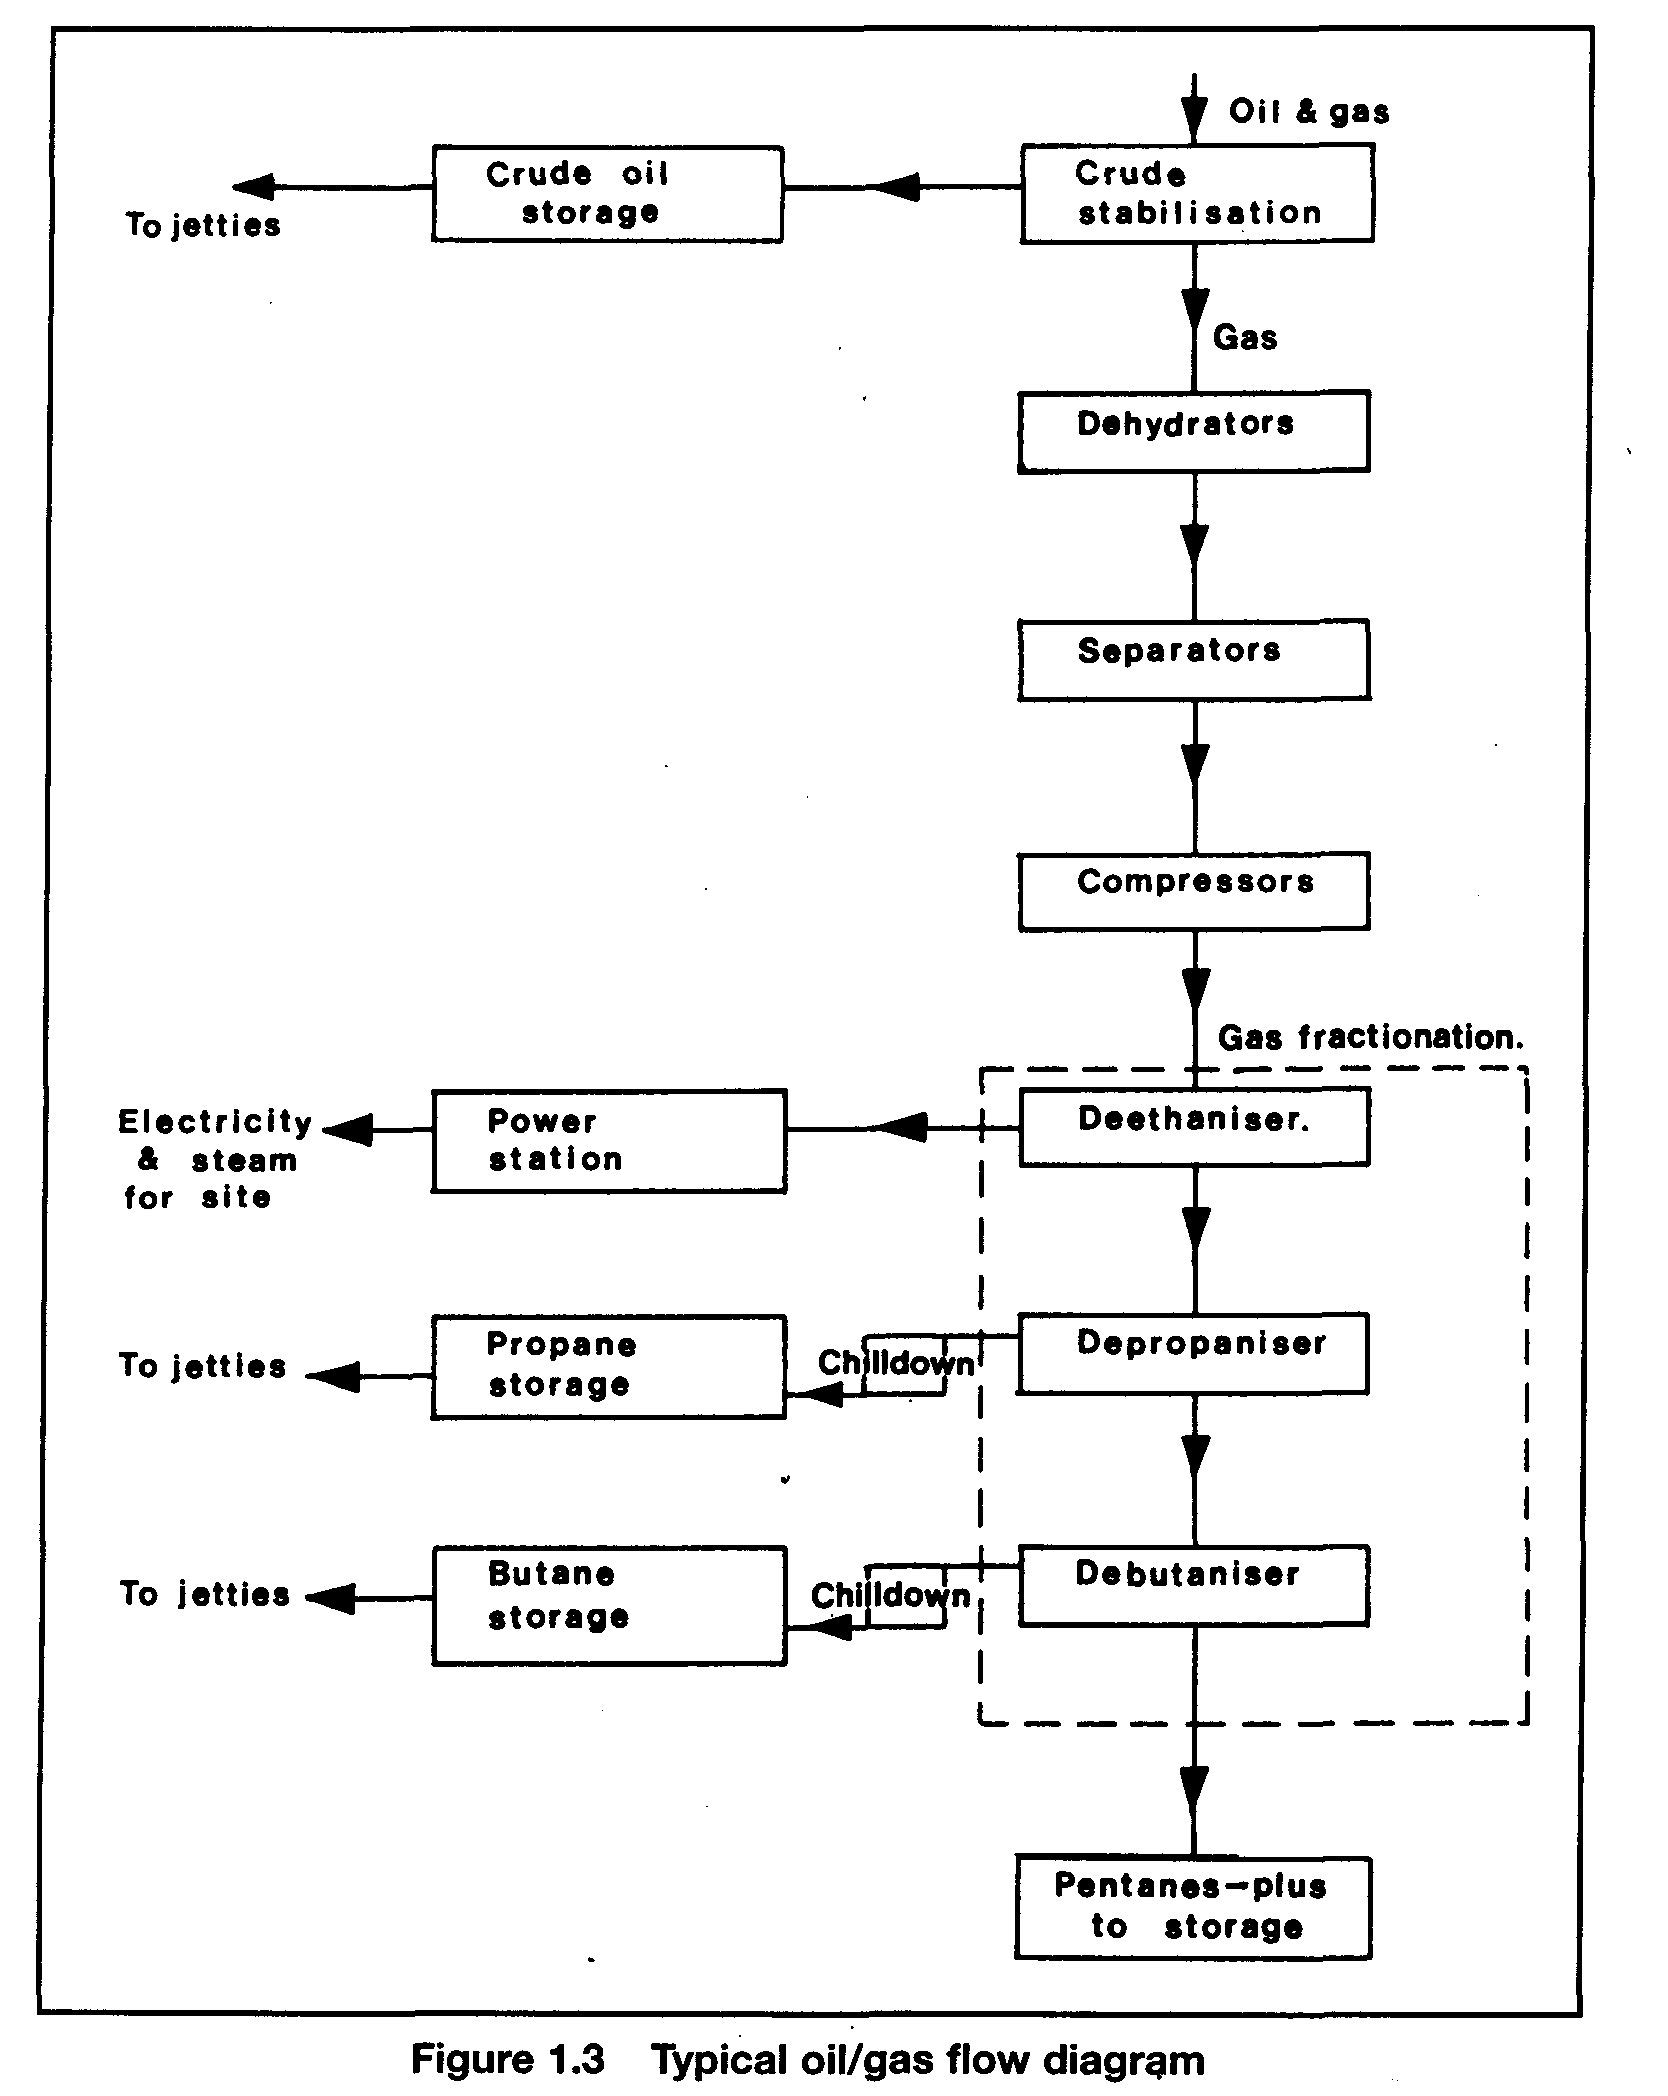 Oil & gas
Crude oil
storage
Crude
stabilisation
To jetties
Gas
Dehydrators
Separators
Compressors
Gas fractionation.
Electricity
& steam
for site
Power
station
Deethaniser.
To jetties
Propane
storage
Chilldown
Depropaniser
To jetties
Butane
storage
Chilldown
Debutaniser
Pentanes-plus
to storage
Figure 1.3 Typical oil/gas flow diagram